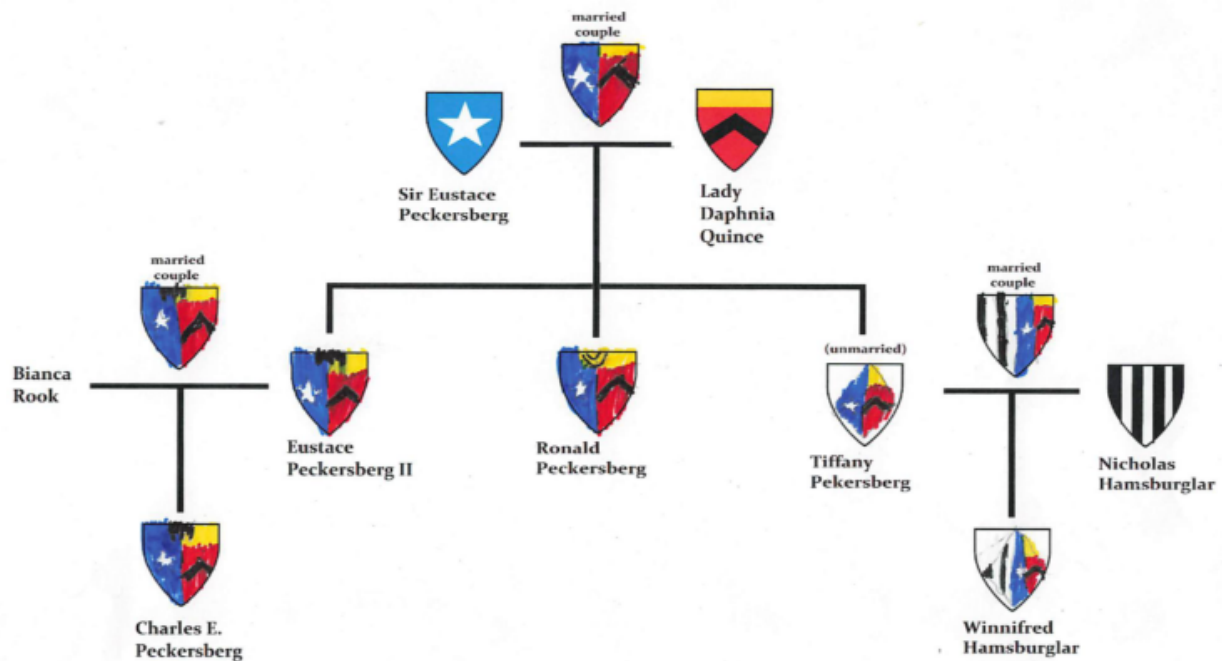 married
couple
Sir Eustace
Peckersberg
Lady
Daphnia
Quince
married
couple
married
couple
Bianca
Rook
(unmarried)
Eustace
Peckersberg II
Ronald
Peckersberg
Tiffany
Pekersberg
Nicholas
Hamsburglar
Charles E.
Peckersberg
Winnifred
Hamsburglar